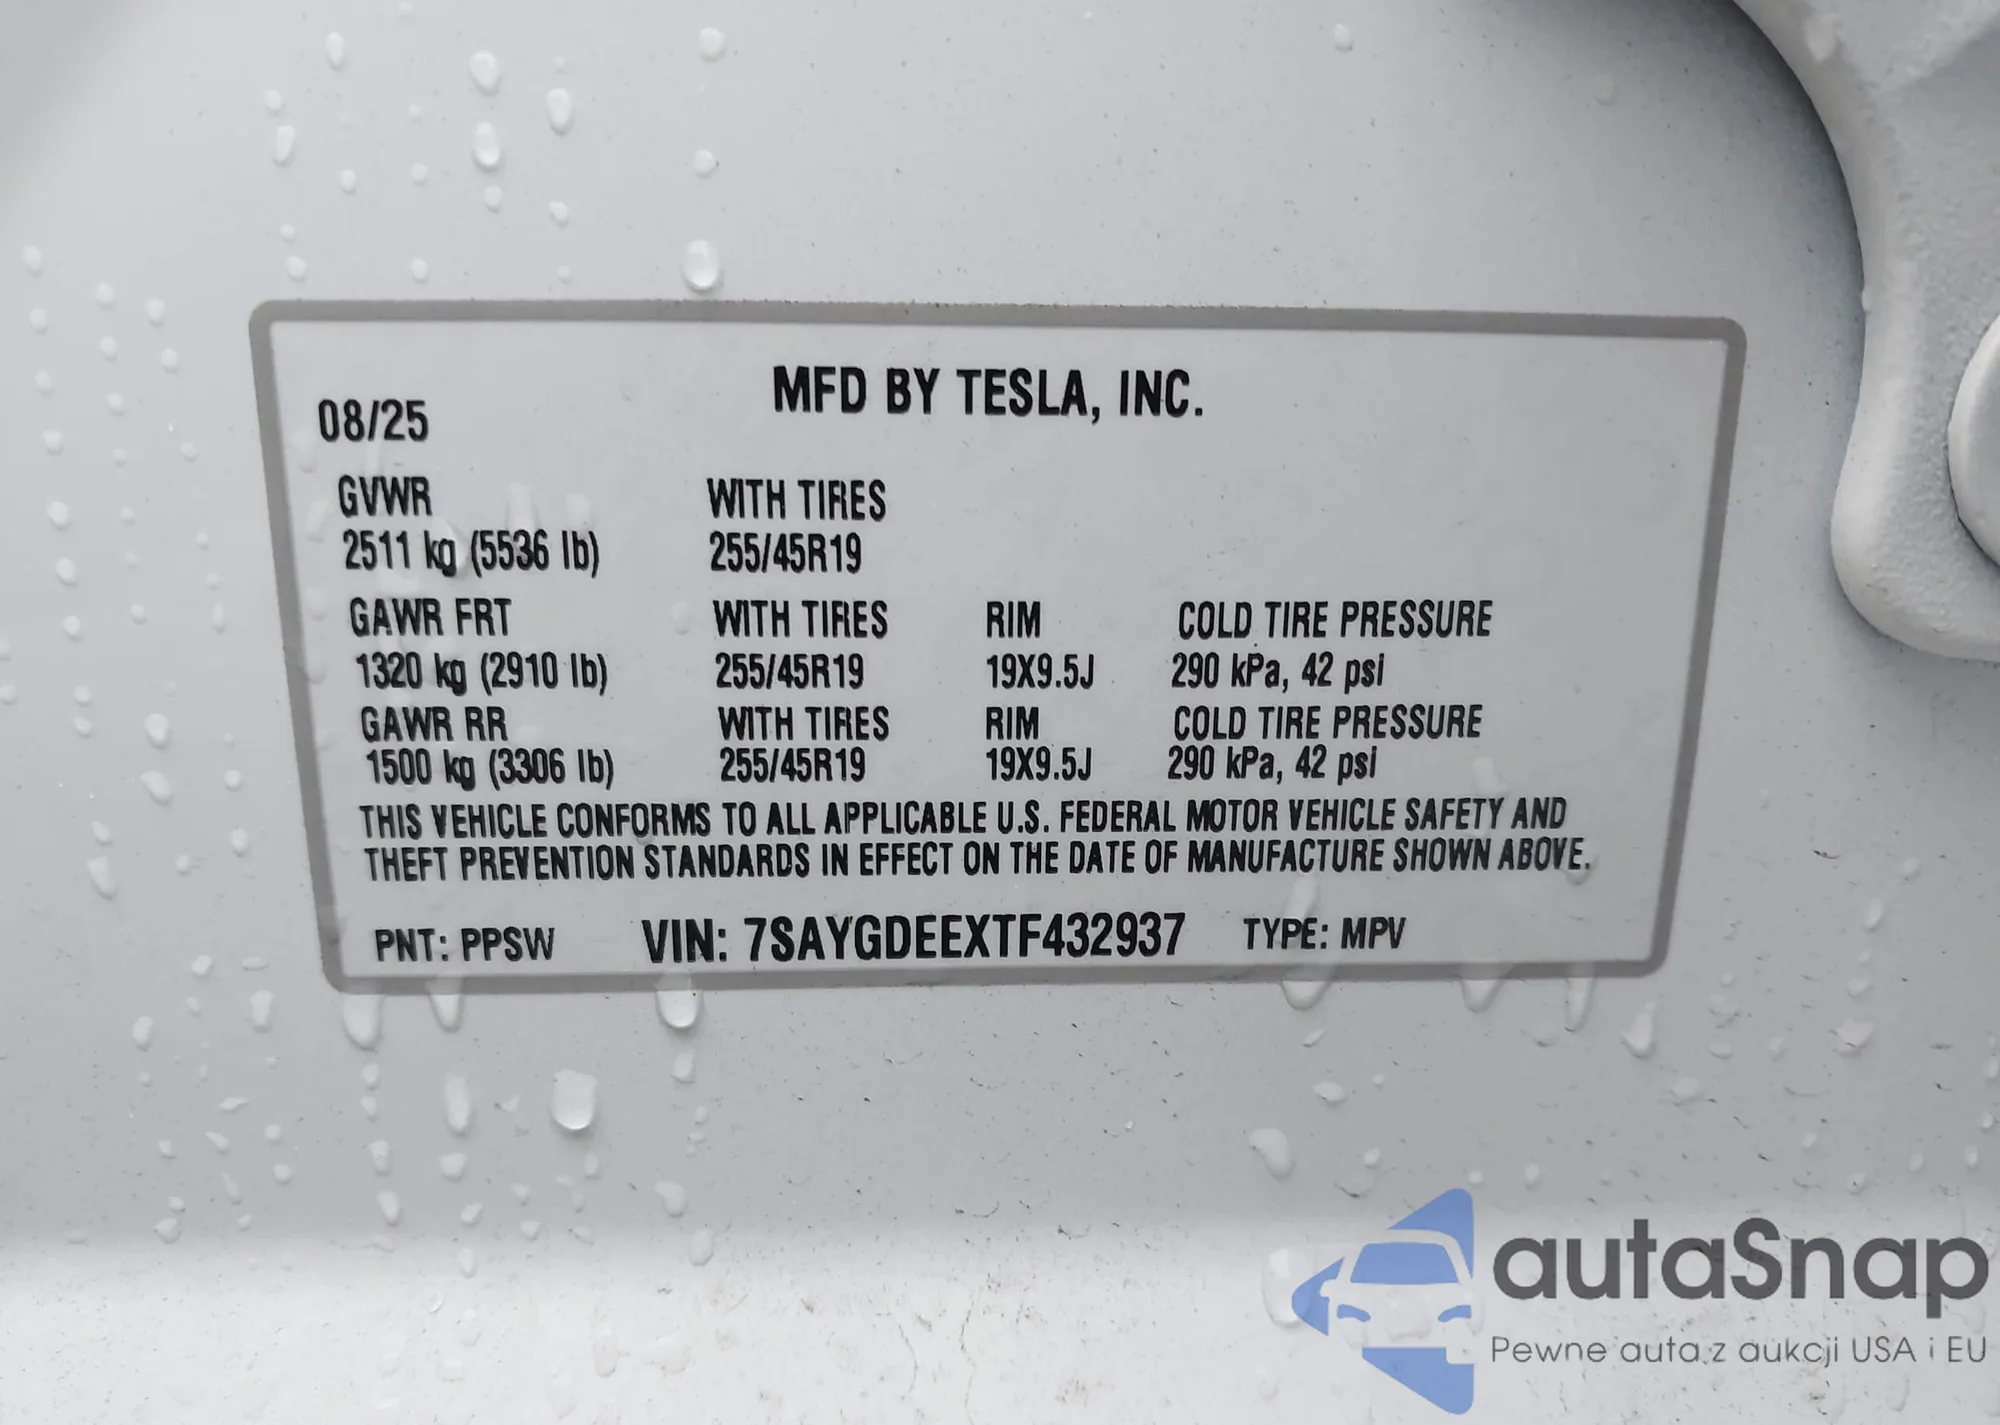 MFD BY TESLA, INC.
08/25
GVWR WITH TIRES
2511 kg (5536 lb) 255/45R19
GAWR FRT WITH TIRES RIM COLD TIRE PRESSURE
1320 kg (2910 lb) 255/45R19 19X9.5J 290 kPa, 42 psi
GAWR RR WITH TIRES RIM COLD TIRE PRESSURE
1500 kg (3306 lb) 255/45R19 19X9.5J 290 kPa, 42 psi
THIS VEHICLE CONFORMS TO ALL APPLICABLE U.S. FEDERAL MOTOR VEHICLE SAFETY AND
THEFT PREVENTION STANDARDS IN EFFECT ON THE DATE OF MANUFACTURE SHOWN ABOVE.
PNT: PPSW VIN: 7SAYGDEEXTF432937 TYPE: MPV
autaSnap
Pewne auta z aukcji USA i EU